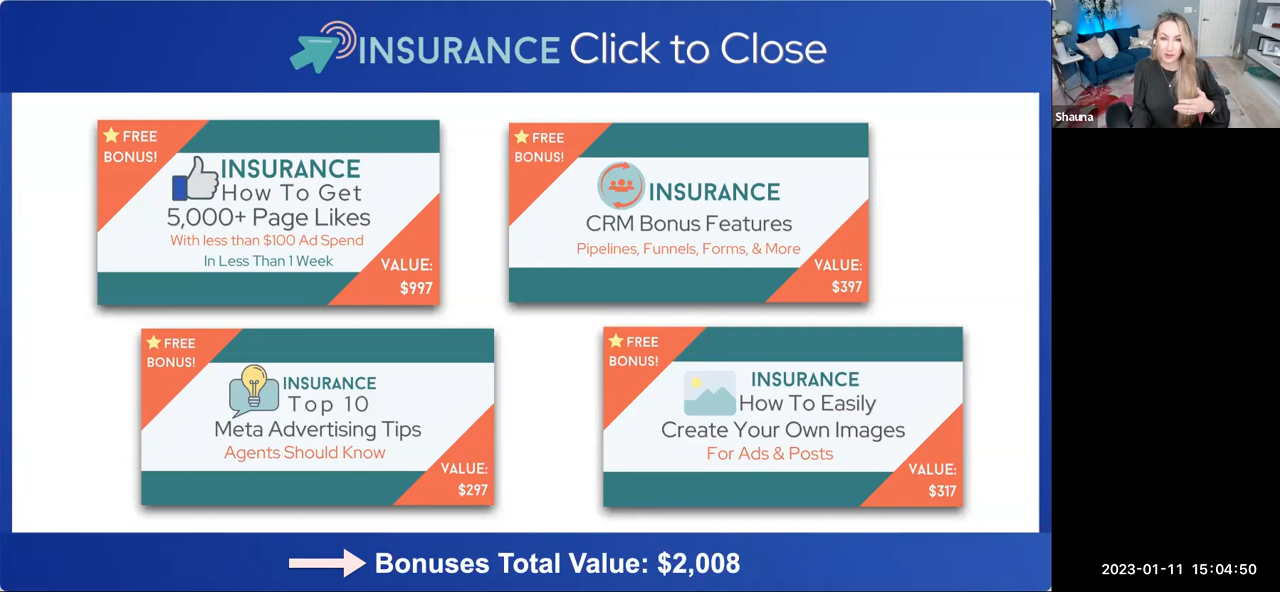 INSURANCE Click to Close
FREE
BONUS!
INSURANCE
How To Get
5,000+ Page Likes
With less than $100 Ad Spend
In Less Than 1 Week
VALUE:
$997
FREE
BONUS!
INSURANCE
CRM Bonus Features
Pipelines, Funnels, Forms, & More
VALUE:
$397
FREE
BONUS!
INSURANCE
Top 10
Meta Advertising Tips
Agents Should Know
VALUE:
$297
FREE
BONUS!
INSURANCE
How To Easily
Create Your Own Images
For Ads & Posts
VALUE:
$317
Bonuses Total Value: $2,008
Shauna
2023-01-11 15:04:50